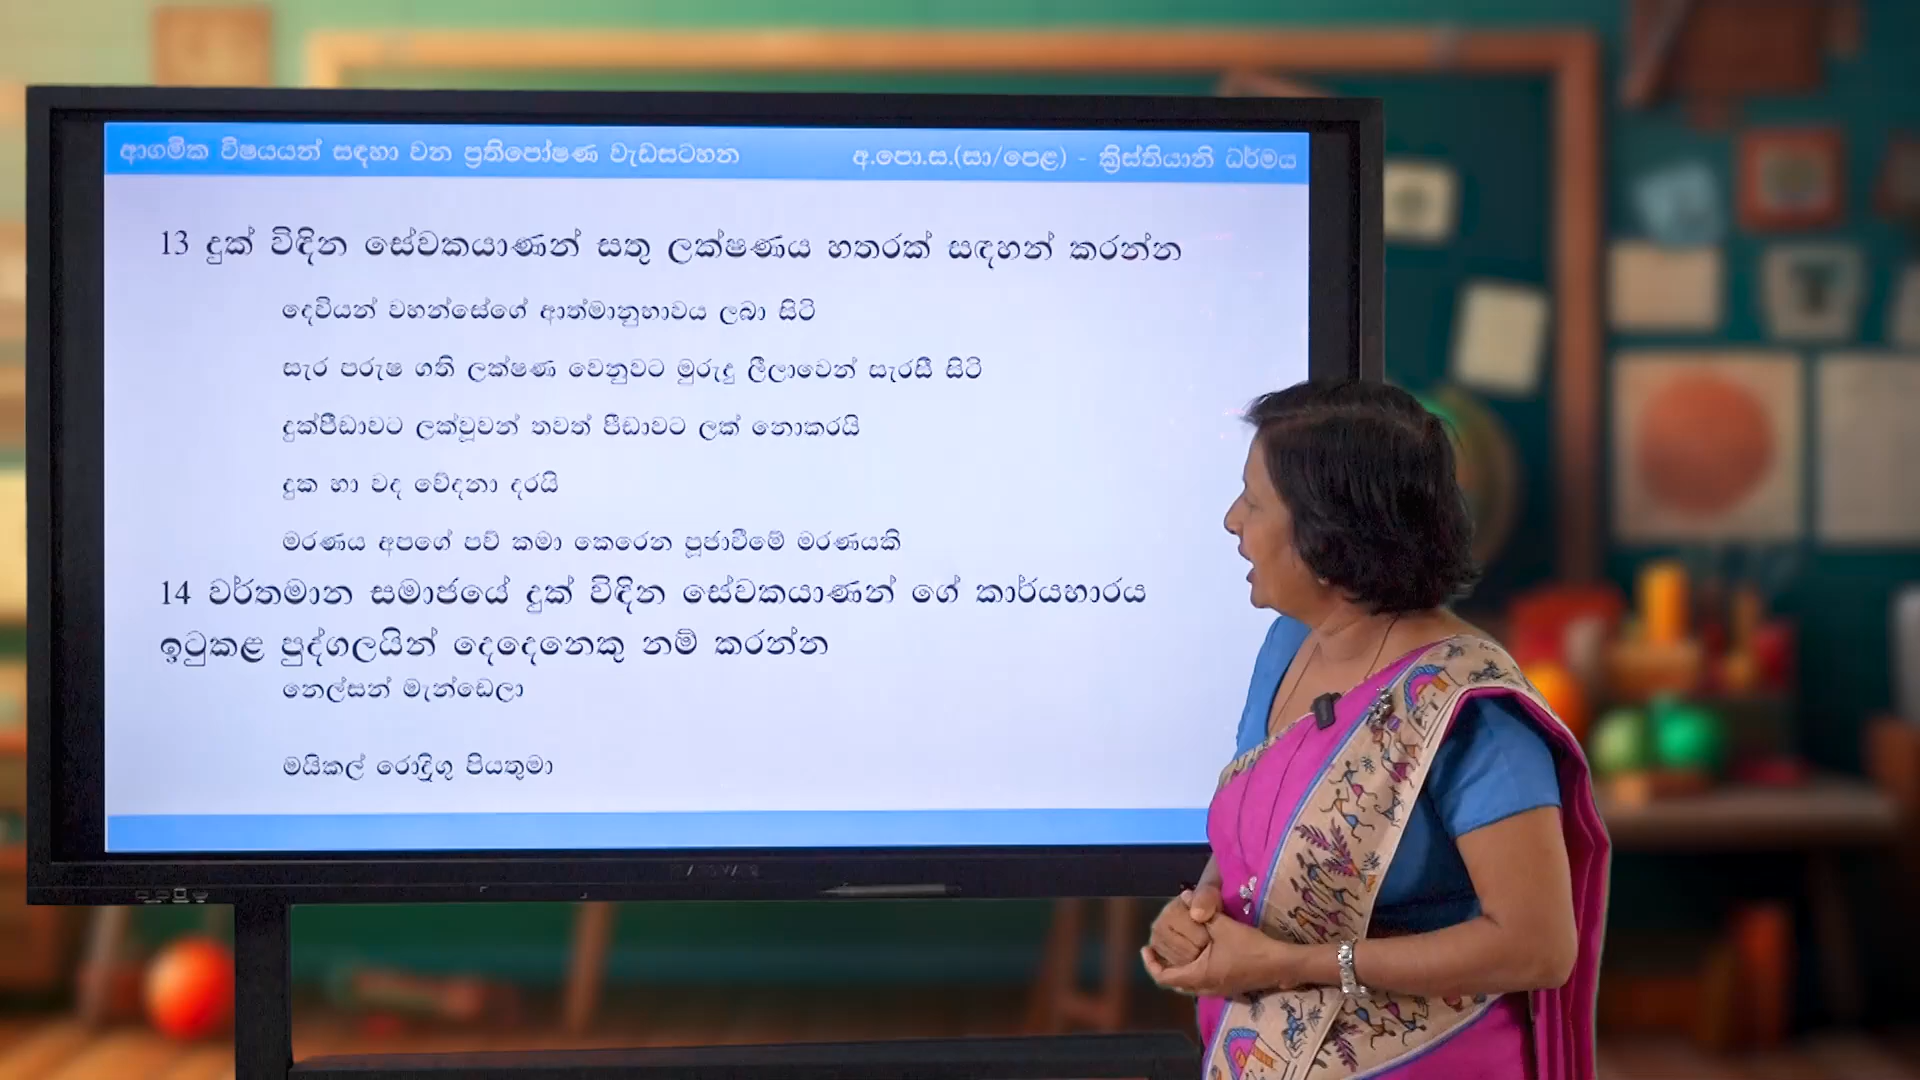 ආගමික විෂයයන් සඳහා වන ප්‍රතිපෝෂණ වැඩසටහන
අ.පො.ස.(සා/පෙළ) - ක්‍රිස්තියානි ධර්මය
13 දුක් විඳින සේවකයාණන් සතු ලක්ෂණය හතරක් සඳහන් කරන්න
දෙවියන් වහන්සේගේ ආත්මානුභාවය ලබා සිටි
සැර පරුෂ ගති ලක්ෂණ වෙනුවට මුරුදු ලීලාවෙන් සැරසී සිටි
දුක්පීඩාවට ලක්වූවන් තවත් පීඩාවට ලක් නොකරයි
දුක හා වද වේදනා දරයි
මරණය අපගේ පව් කමා කෙරෙන පූජාවීමේ මරණයකි
14 වර්තමාන සමාජයේ දුක් විඳින සේවකයාණන් ගේ කාර්යභාරය
ඉටුකළ පුද්ගලයින් දෙදෙනෙකු නම් කරන්න
නෙල්සන් මැන්ඩෙලා
මයිකල් රොද්‍රිගු පියතුමා